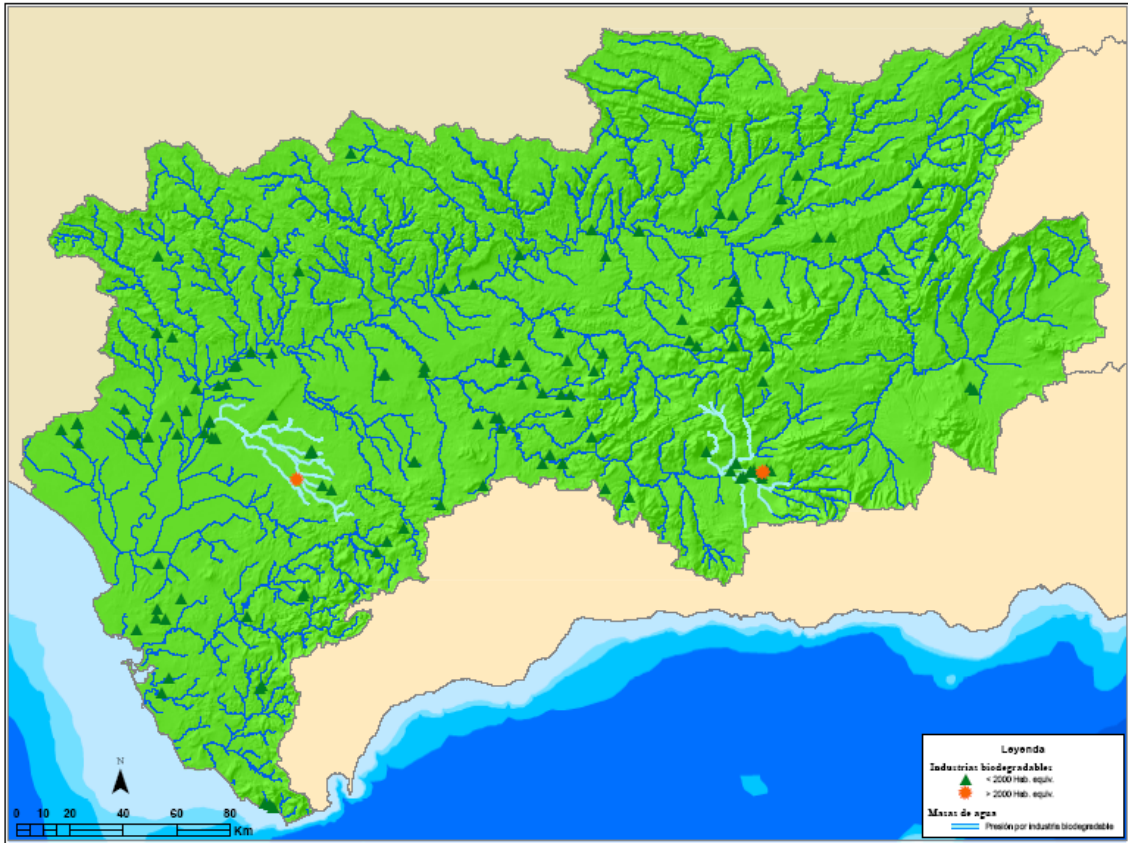 N
0 10 20 40 60 80
Km
Leyenda
Industrias biodegradables
< 2000 Hab. equiv.
> 2000 Hab. equiv.
Masas de agua
Presión por industria biodegradable